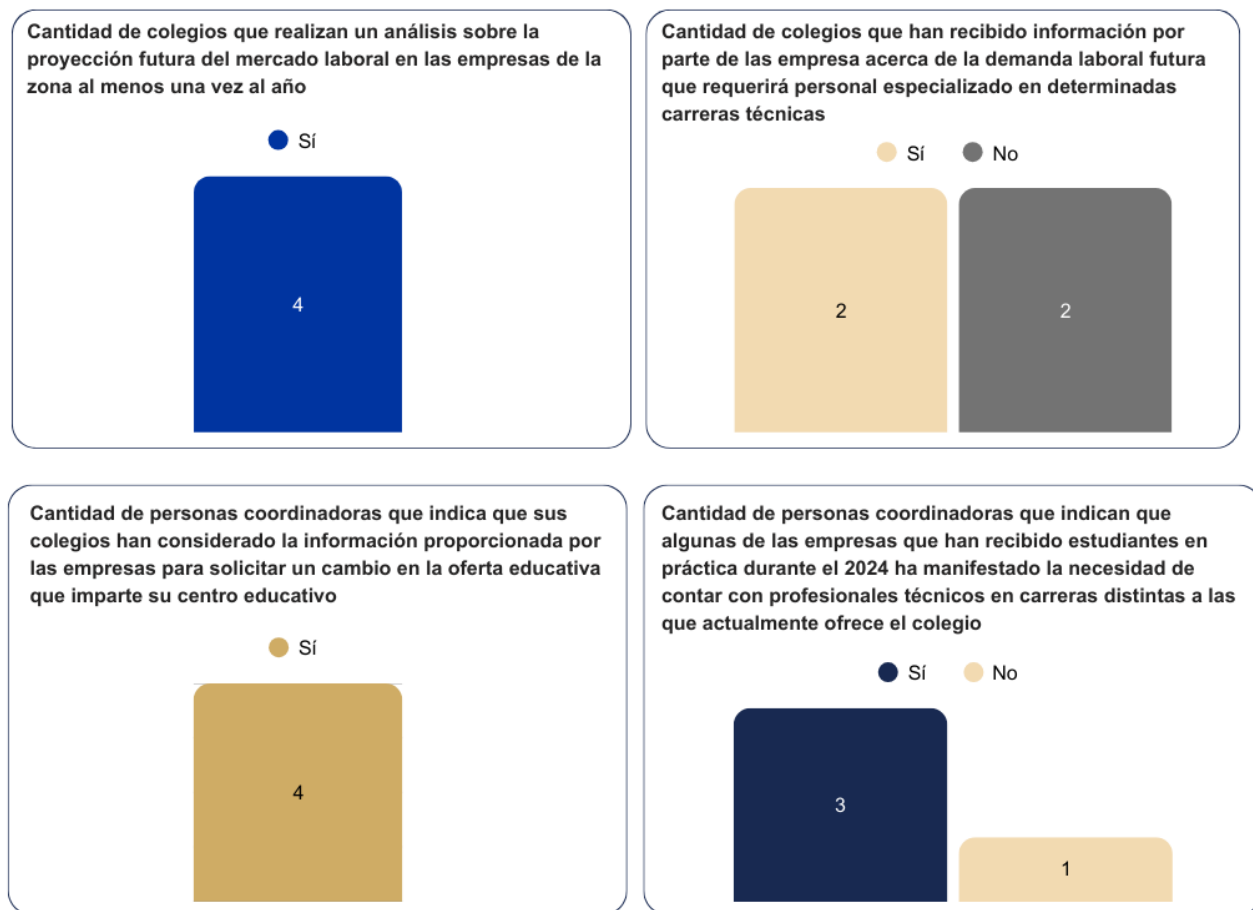 Cantidad de colegios que realizan un análisis sobre la
proyección futura del mercado laboral en las empresas de la
zona al menos una vez al año
Sí
4
Cantidad de colegios que han recibido información por
parte de las empresa acerca de la demanda laboral futura
que requerirá personal especializado en determinadas
carreras técnicas
Sí No
2 2
Cantidad de personas coordinadoras que indica que sus
colegios han considerado la información proporcionada por
las empresas para solicitar un cambio en la oferta educativa
que imparte su centro educativo
Sí
4
Cantidad de personas coordinadoras que indican que
algunas de las empresas que han recibido estudiantes en
práctica durante el 2024 ha manifestado la necesidad de
contar con profesionales técnicos en carreras distintas a las
que actualmente ofrece el colegio
Sí No
3
1